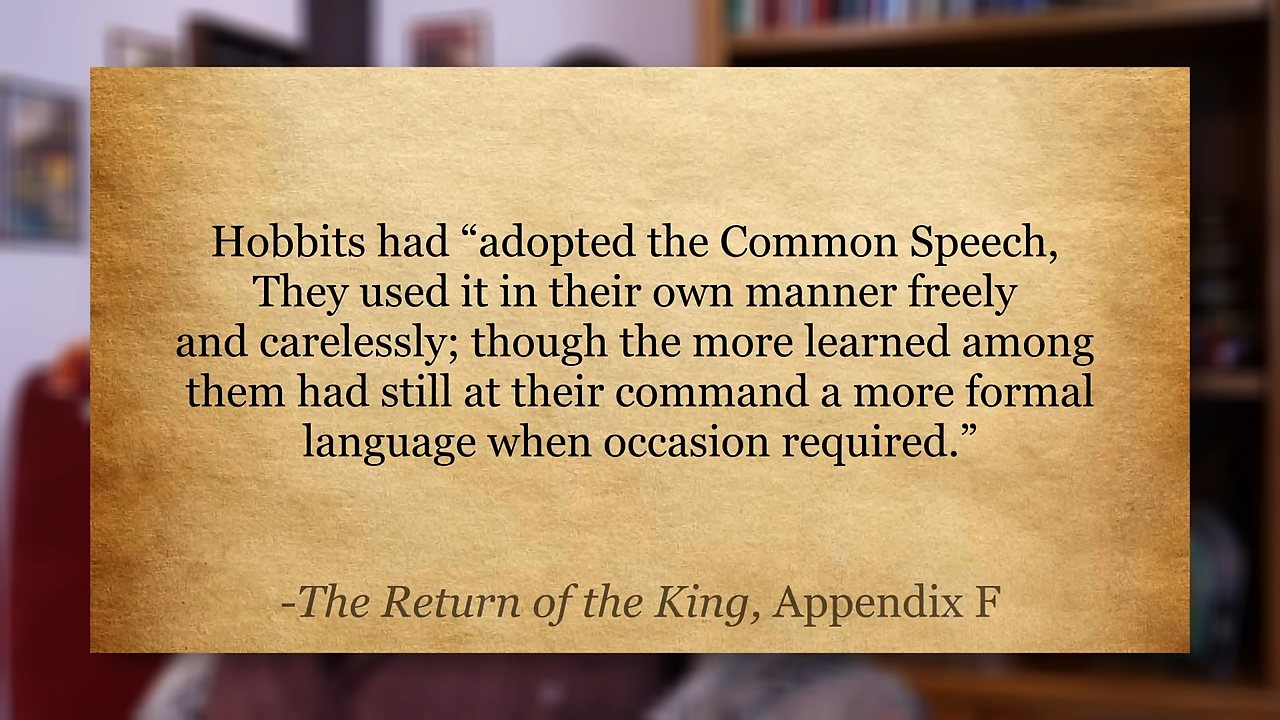 Hobbits had “adopted the Common Speech,
They used it in their own manner freely
and carelessly; though the more learned among
them had still at their command a more formal
language when occasion required.”
-The Return of the King, Appendix F